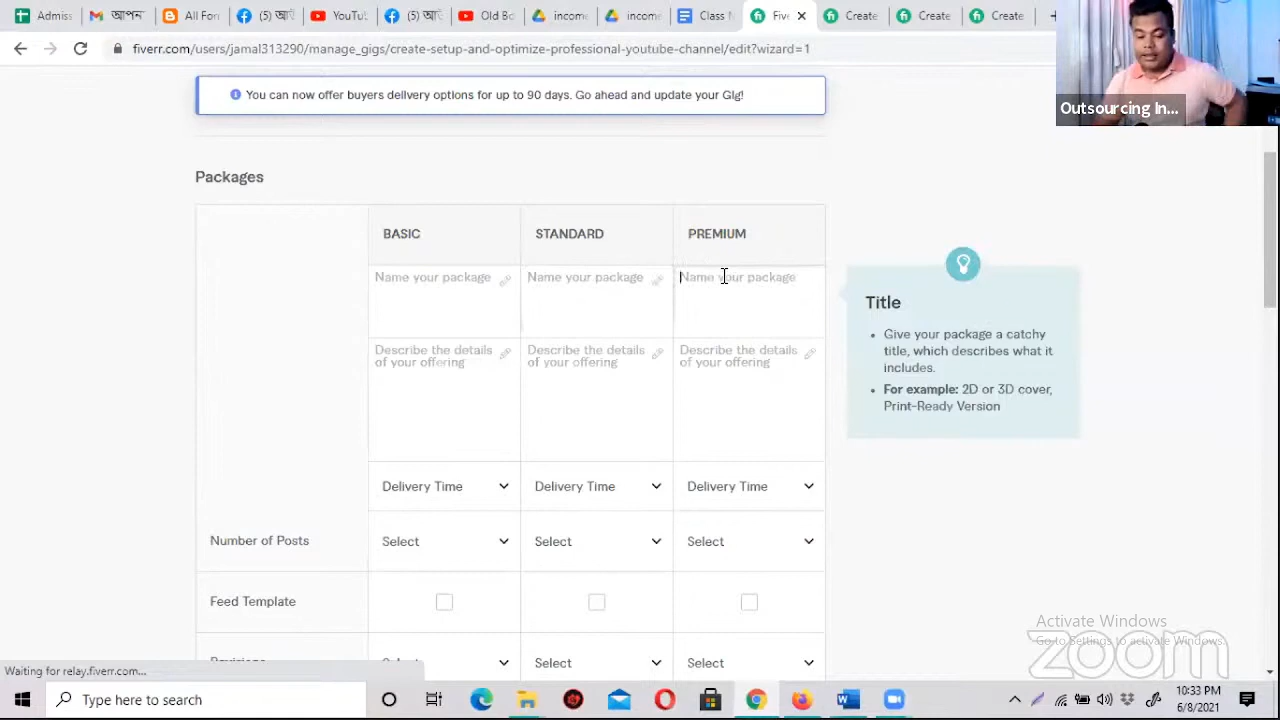 Admis
আপন
All For
(5) আ
YouTu
(5) আ
Old Bo
income
income
Class N
Five
Create
Create
Create
fiverr.com/users/jamal313290/manage_gigs/create-setup-and-optimize-professional-youtube-channel/edit?wizard=1
Outsourcing In...
You can now offer buyers delivery options for up to 90 days. Go ahead and update your GIg!
Packages
BASIC STANDARD PREMIUM
Name your package Name your package Name your package
Describe the details Describe the details Describe the details
of your offering of your offering of your offering
Title
Give your package a catchy
title, which describes what it
includes.
For example: 2D or 3D cover,
Print-Ready Version
Delivery Time Delivery Time Delivery Time
Number of Posts Select Select Select
Feed Template
Revisions Select Select Select
Activate Windows
Go to Settings to activate Windows.
zoom
Waiting for relay.fiverr.com...
Type here to search
10:33 PM
6/8/2021